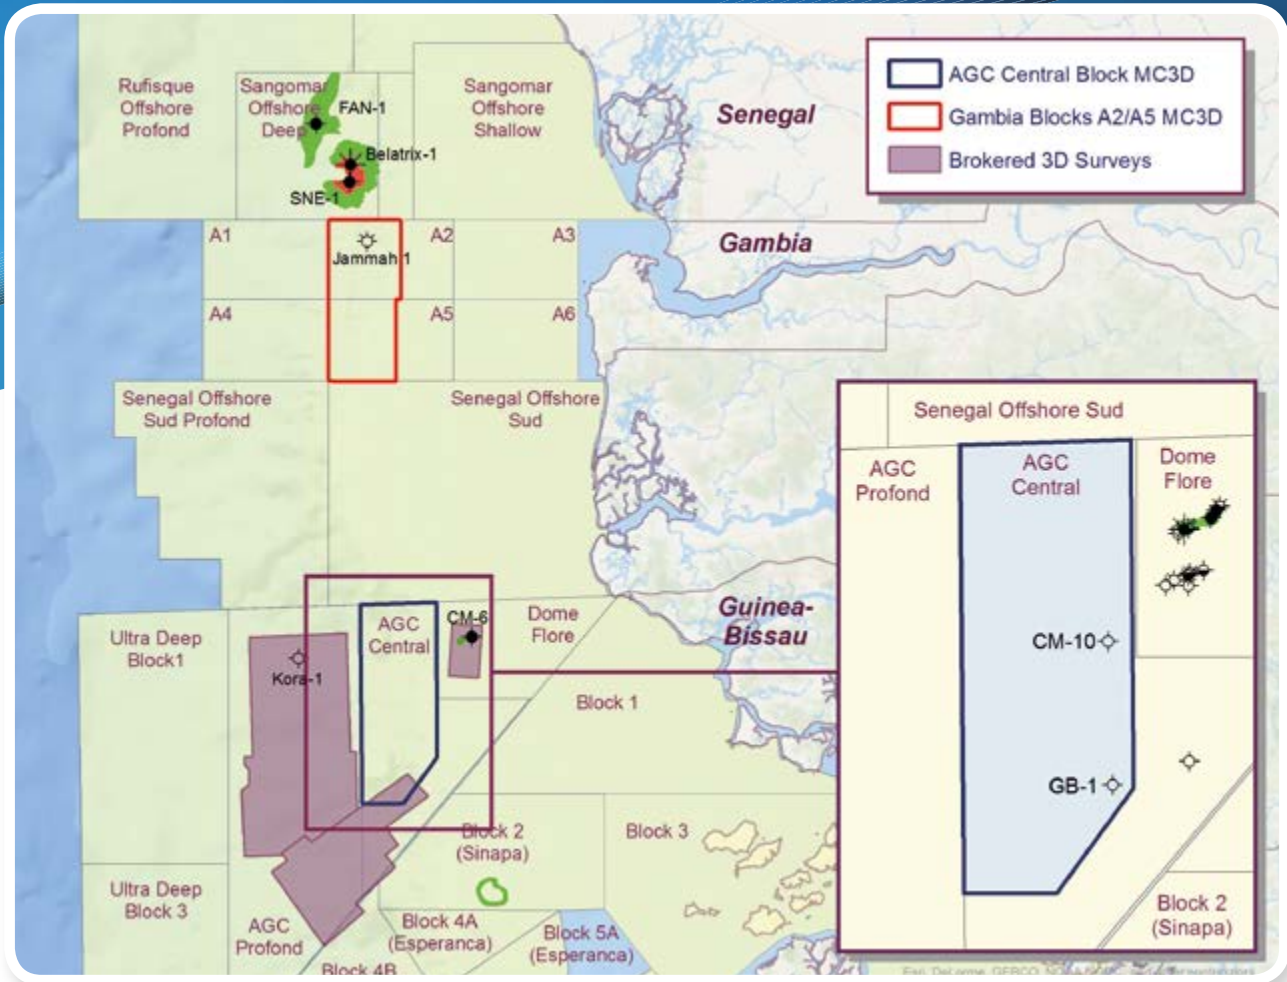 Rufisque
Offshore
Profond
Sangomar
Offshore
Deep
FAN-1
Belatrix-1
SNE-1
Sangomar
Offshore
Shallow
Senegal
AGC Central Block MC3D
Gambia Blocks A2/A5 MC3D
Brokered 3D Surveys
A1
A2
A3
Jammah 1
Gambia
A4
A5
A6
Senegal Offshore
Sud Profond
Senegal Offshore
Sud
Ultra Deep
Block1
Kora-1
AGC
Central
CM-6
Dome
Flore
Guinea-
Bissau
Block 1
Block 2
(Sinapa)
Block 3
Ultra Deep
Block 3
AGC
Profond
Block 4A
(Esperanca)
Block 5A
(Esperanca)
Block 4B
Senegal Offshore Sud
AGC
Profond
AGC
Central
Dome
Flore
CM-10
GB-1
Block 2
(Sinapa)
Esri, DeLorme, GEBCO,